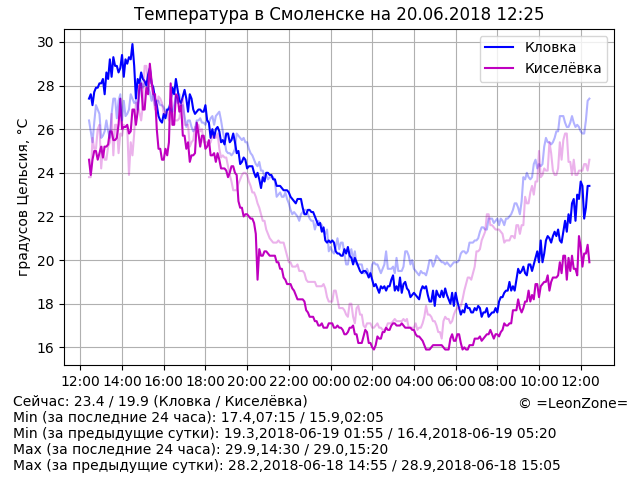 Температура в Смоленске на 20.06.2018 12:25
Кловка
Киселёвка
градусов Цельсия, °C
30
28
26
24
22
20
18
16
12:00 14:00 16:00 18:00 20:00 22:00 00:00 02:00 04:00 06:00 08:00 10:00 12:00
Сейчас: 23.4 / 19.9 (Кловка / Киселёвка)
© =LeonZone=
Min (за последние 24 часа): 17.4,07:15 / 15.9,02:05
Min (за предыдущие сутки): 19.3,2018-06-19 01:55 / 16.4,2018-06-19 05:20
Max (за последние 24 часа): 29.9,14:30 / 29.0,15:20
Max (за предыдущие сутки): 28.2,2018-06-18 14:55 / 28.9,2018-06-18 15:05